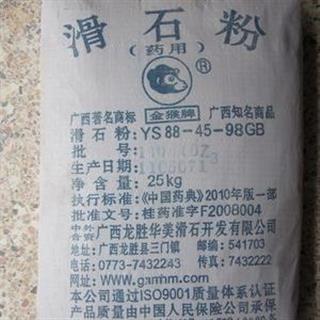 滑石粉
(药用)
®
广西著名商标 金猴牌 广西知名商品
滑石粉：YS88-45-98GB
批号：
生产日期：
净重：25kg
执行标准：《中国药典》2010年版一部
批准文号：桂药准字F2008004
中外合资 广西龙胜华美滑石开发有限公司
地址：广西龙胜县三门镇 邮编：541703
电话：0773-7432243 传真：7432222
网址：www.gxmhm.com
本公司通过ISO9001质量体系认证
产品质量由中国人民保险公司承保